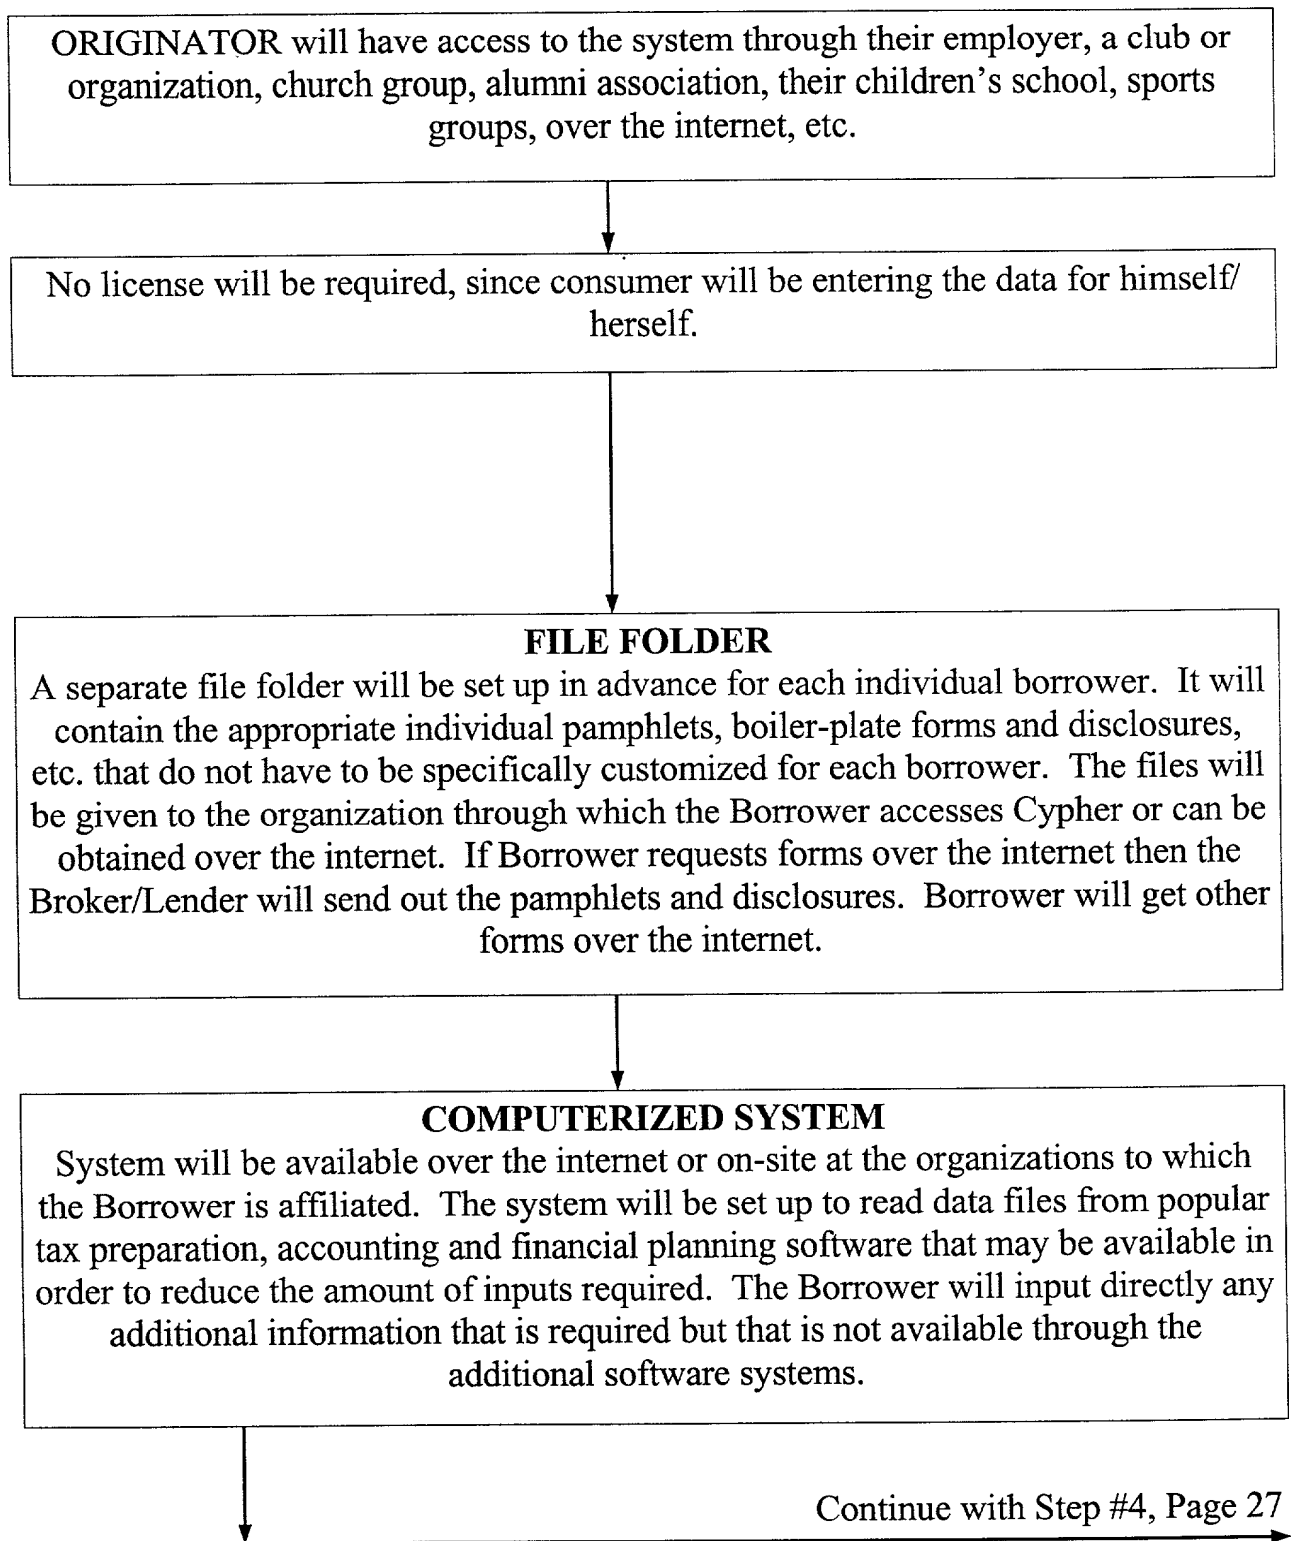 ORIGINATOR will have access to the system through their employer, a club or
organization, church group, alumni association, their children's school, sports
groups, over the internet, etc.
No license will be required, since consumer will be entering the data for himself/
herself.
FILE FOLDER
A separate file folder will be set up in advance for each individual borrower. It will
contain the appropriate individual pamphlets, boiler-plate forms and disclosures,
etc. that do not have to be specifically customized for each borrower. The files will
be given to the organization through which the Borrower accesses Cypher or can be
obtained over the internet. If Borrower requests forms over the internet then the
Broker/Lender will send out the pamphlets and disclosures. Borrower will get other
forms over the internet.
COMPUTERIZED SYSTEM
System will be available over the internet or on-site at the organizations to which
the Borrower is affiliated. The system will be set up to read data files from popular
tax preparation, accounting and financial planning software that may be available in
order to reduce the amount of inputs required. The Borrower will input directly any
additional information that is required but that is not available through the
additional software systems.
Continue with Step #4, Page 27